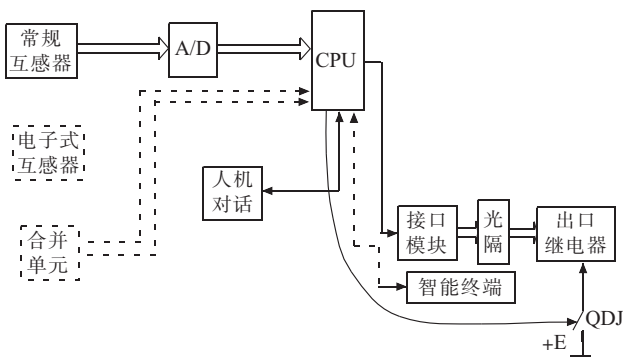 常规
互感器
A/D
CPU
电子式
互感器
人机
对话
合并
单元
接口
模块
光
隔
出口
继电器
智能终端
QDJ
+E